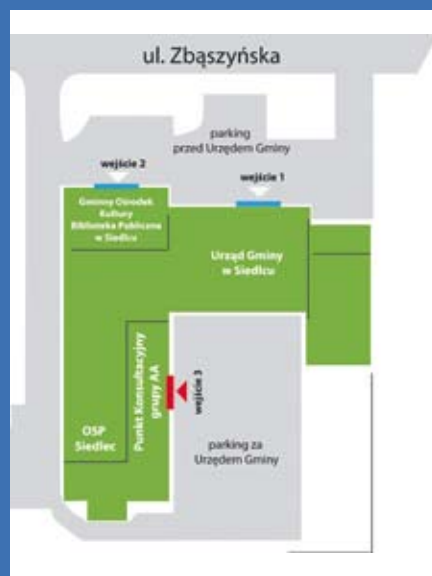 ul. Zbąszyńska
parking
przed Urzędem Gminy
wejście 2
wejście 1
Gminny Ośrodek
Kultury
Biblioteka Publiczna
w Siedlcu
Urząd Gminy
w Siedlcu
Punkt Konsultacyjny
grupy AA
wejście 3
OSP
Siedlec
parking za
Urzędem Gminy